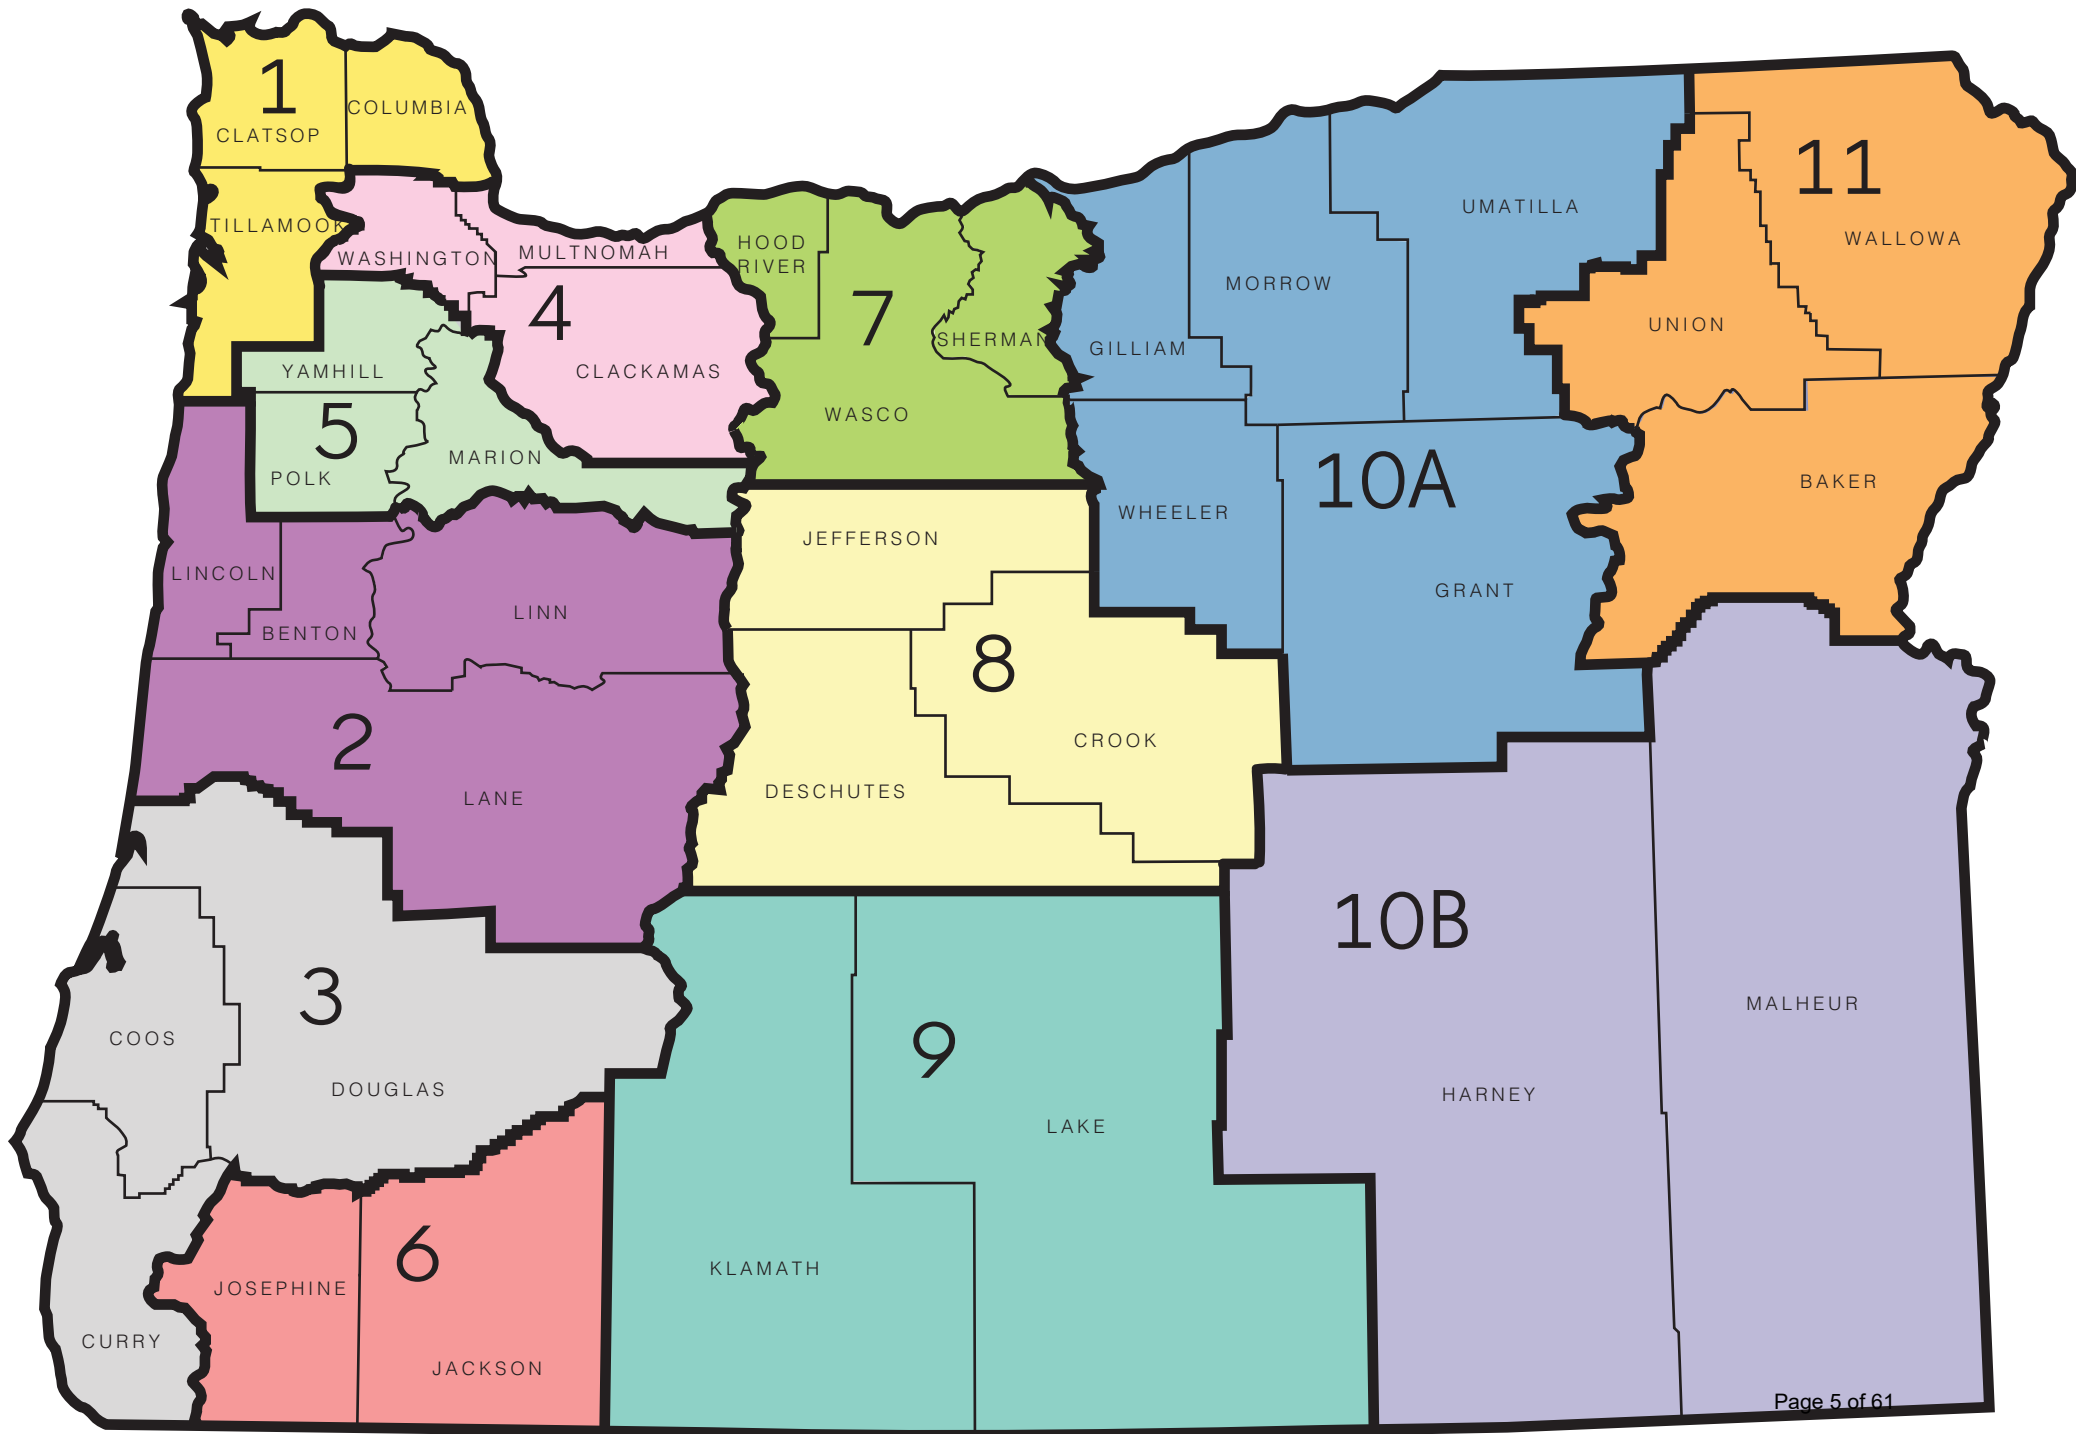 1
CLATSOP
COLUMBIA
TILLAMOOK
WASHINGTON
MULTNOMAH
4
CLACKAMAS
HOOD
RIVER
7
SHERMAN
WASCO
GILLIAM
MORROW
UMATILLA
11
WALLOWA
UNION
BAKER
YAMHILL
5
POLK
MARION
10A
WHEELER
GRANT
LINCOLN
BENTON
LINN
2
LANE
JEFFERSON
8
CROOK
DESCHUTES
10B
HARNEY
MALHEUR
3
COOS
DOUGLAS
CURRY
6
JOSEPHINE
JACKSON
9
LAKE
KLAMATH
Page 5 of 61